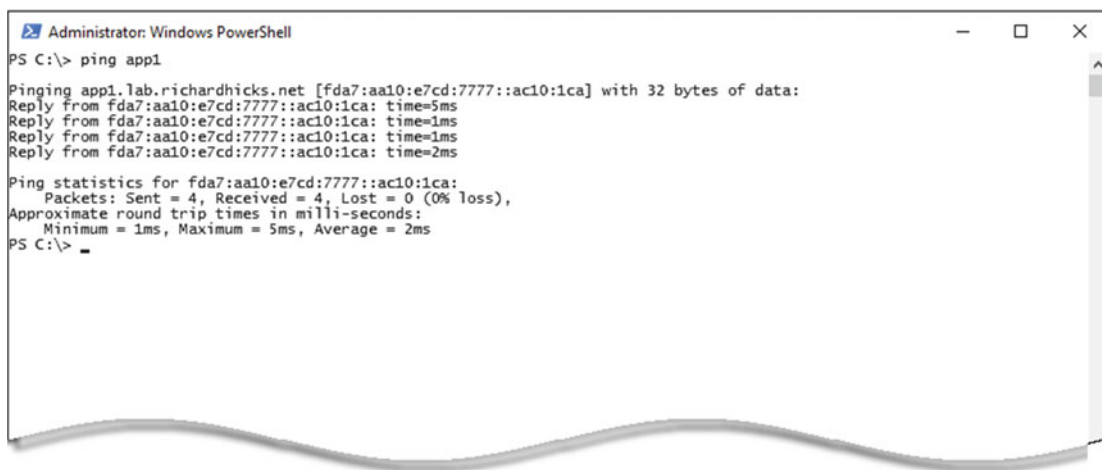 Administrator: Windows PowerShell
PS C:\> ping app1
Pinging app1.lab.richardhicks.net [fda7:aa10:e7cd:7777::ac10:1ca] with 32 bytes of data:
Reply from fda7:aa10:e7cd:7777::ac10:1ca: time=5ms
Reply from fda7:aa10:e7cd:7777::ac10:1ca: time=1ms
Reply from fda7:aa10:e7cd:7777::ac10:1ca: time=1ms
Reply from fda7:aa10:e7cd:7777::ac10:1ca: time=2ms
Ping statistics for fda7:aa10:e7cd:7777::ac10:1ca:
Packets: Sent = 4, Received = 4, Lost = 0 (0% loss),
Approximate round trip times in milli-seconds:
Minimum = 1ms, Maximum = 5ms, Average = 2ms
PS C:\> _